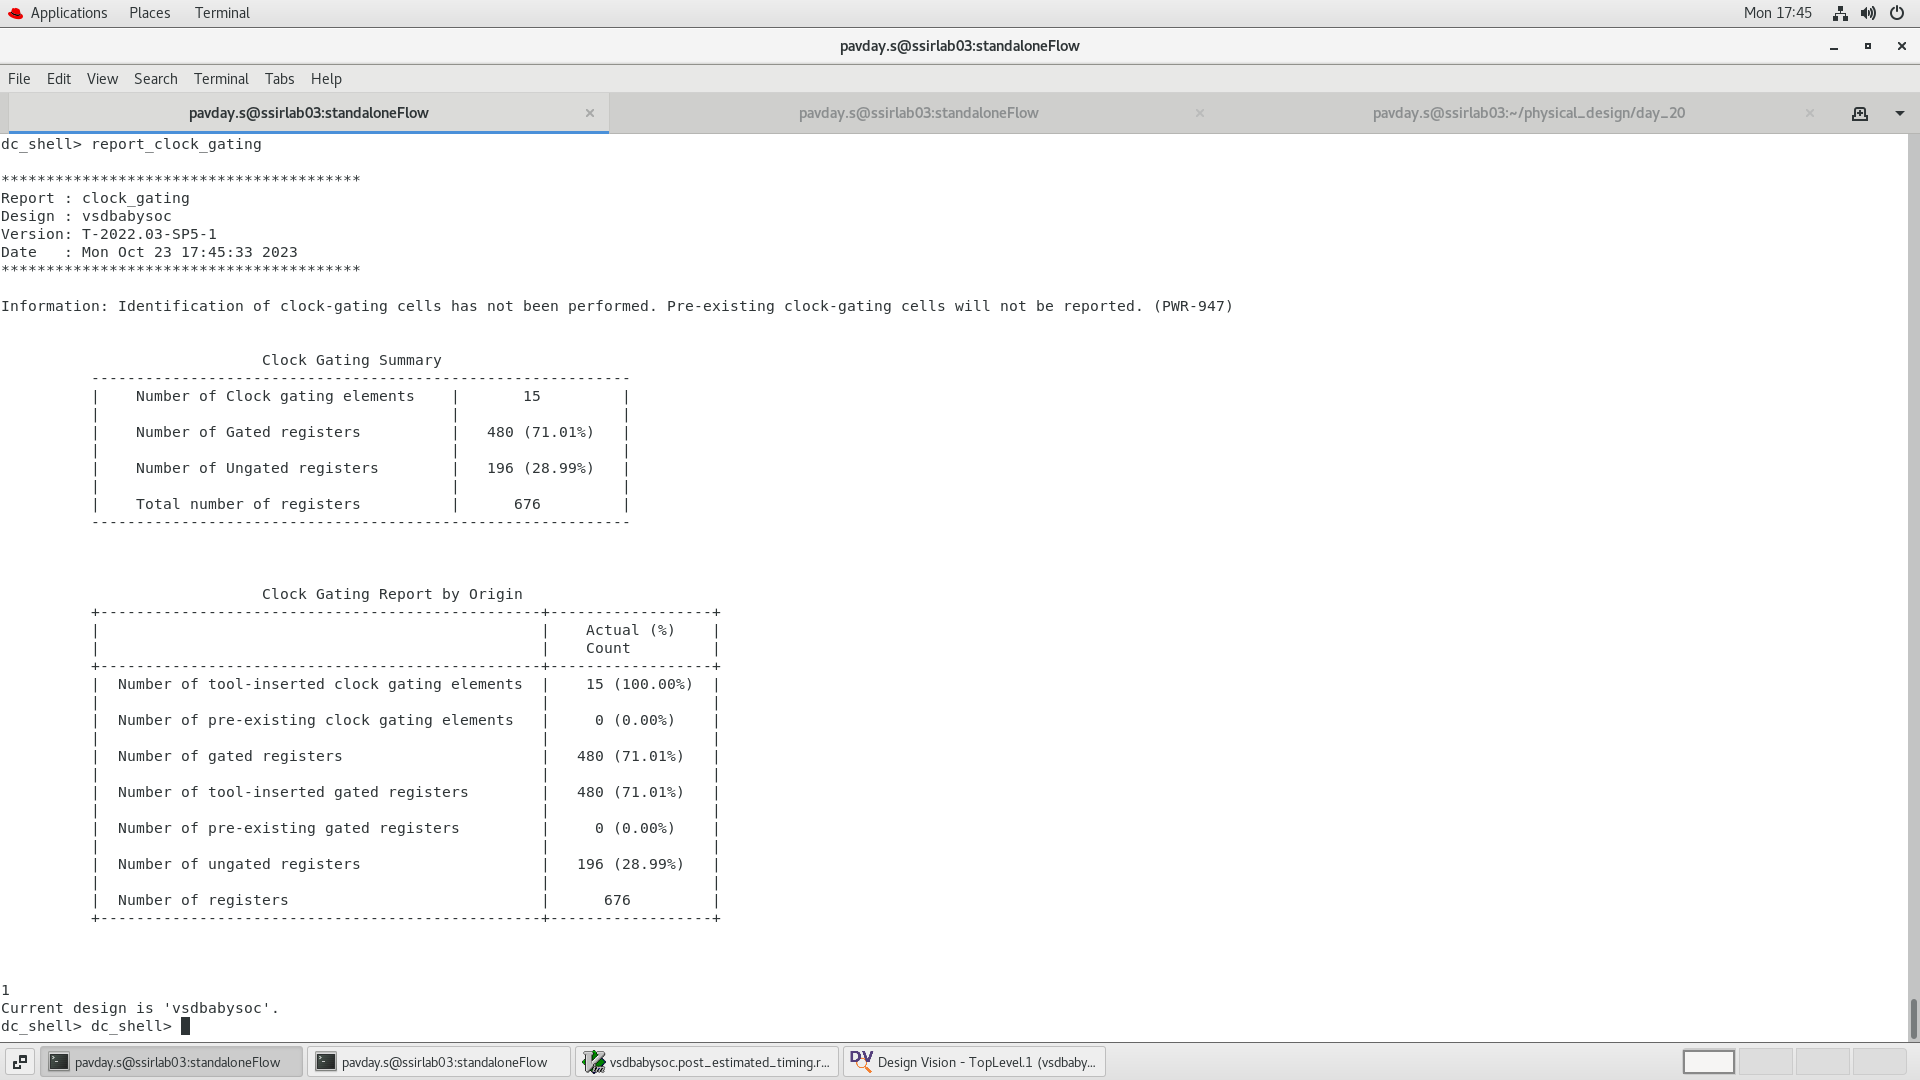 Applications Places Terminal Mon 17:45
pavday.s@ssirlab03:standaloneFlow
File Edit View Search Terminal Tabs Help
pavday.s@ssirlab03:standaloneFlow × pavday.s@ssirlab03:standaloneFlow × pavday.s@ssirlab03:~/physical_design/day_20 ×
dc_shell> report_clock_gating
****************************************
Report : clock_gating
Design : vsdbabysoc
Version: T-2022.03-SP5-1
Date   : Mon Oct 23 17:45:33 2023
****************************************
Information: Identification of clock-gating cells has not been performed. Pre-existing clock-gating cells will not be reported. (PWR-947)
Clock Gating Summary
------------------------------------------------------------
| Number of Clock gating elements | 15 |
| Number of Gated registers | 480 (71.01%) |
| Number of Ungated registers | 196 (28.99%) |
| Total number of registers | 676 |
------------------------------------------------------------
Clock Gating Report by Origin
+-------------------------------------------------+------------------+
| | Actual (%) |
| | Count |
+-------------------------------------------------+------------------+
| Number of tool-inserted clock gating elements | 15 (100.00%) |
| Number of pre-existing clock gating elements | 0 (0.00%) |
| Number of gated registers | 480 (71.01%) |
| Number of tool-inserted gated registers | 480 (71.01%) |
| Number of pre-existing gated registers | 0 (0.00%) |
| Number of ungated registers | 196 (28.99%) |
| Number of registers | 676 |
+-------------------------------------------------+------------------+
1
Current design is 'vsdbabysoc'.
dc_shell> dc_shell>
pavday.s@ssirlab03:standaloneFlow pavday.s@ssirlab03:standaloneFlow vsdbabysoc.post_estimated_timing.r... DV Design Vision - TopLevel.1 (vsdbaby...